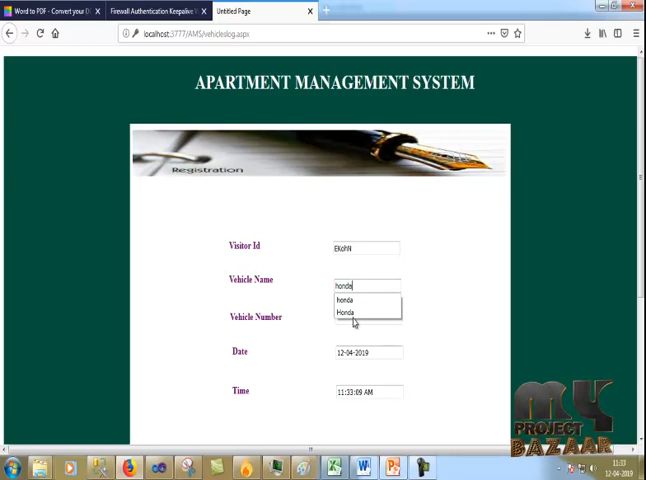 Word to PDF - Convert your D
Firewall Authentication Keepalive
Untitled Page
localhost:3777/AMS/vehicleslog.aspx
APARTMENT MANAGEMENT SYSTEM
Registration
Visitor Id
EKohN
Vehicle Name
honda
honda
Honda
Vehicle Number
Date
12-04-2019
Time
11:33:09 AM
my
PROJECT
BAZAAR
11:33
12-04-2019